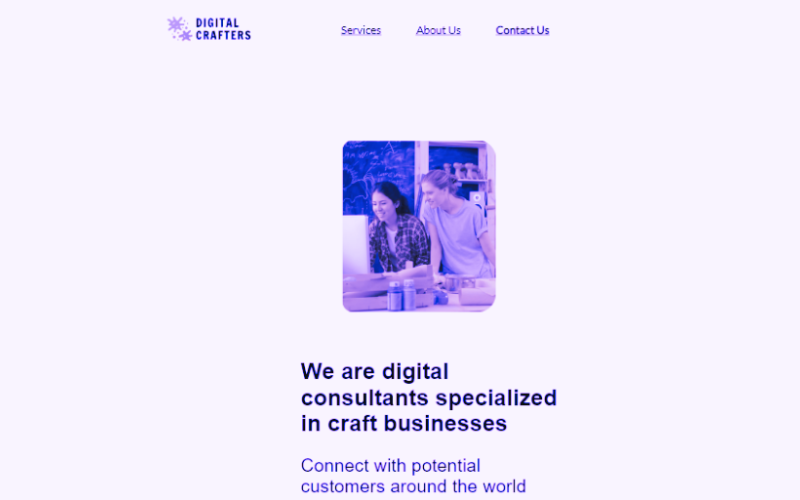 DIGITAL
CRAFTERS
Services
About Us
Contact Us
We are digital
consultants specialized
in craft businesses
Connect with potential
customers around the world